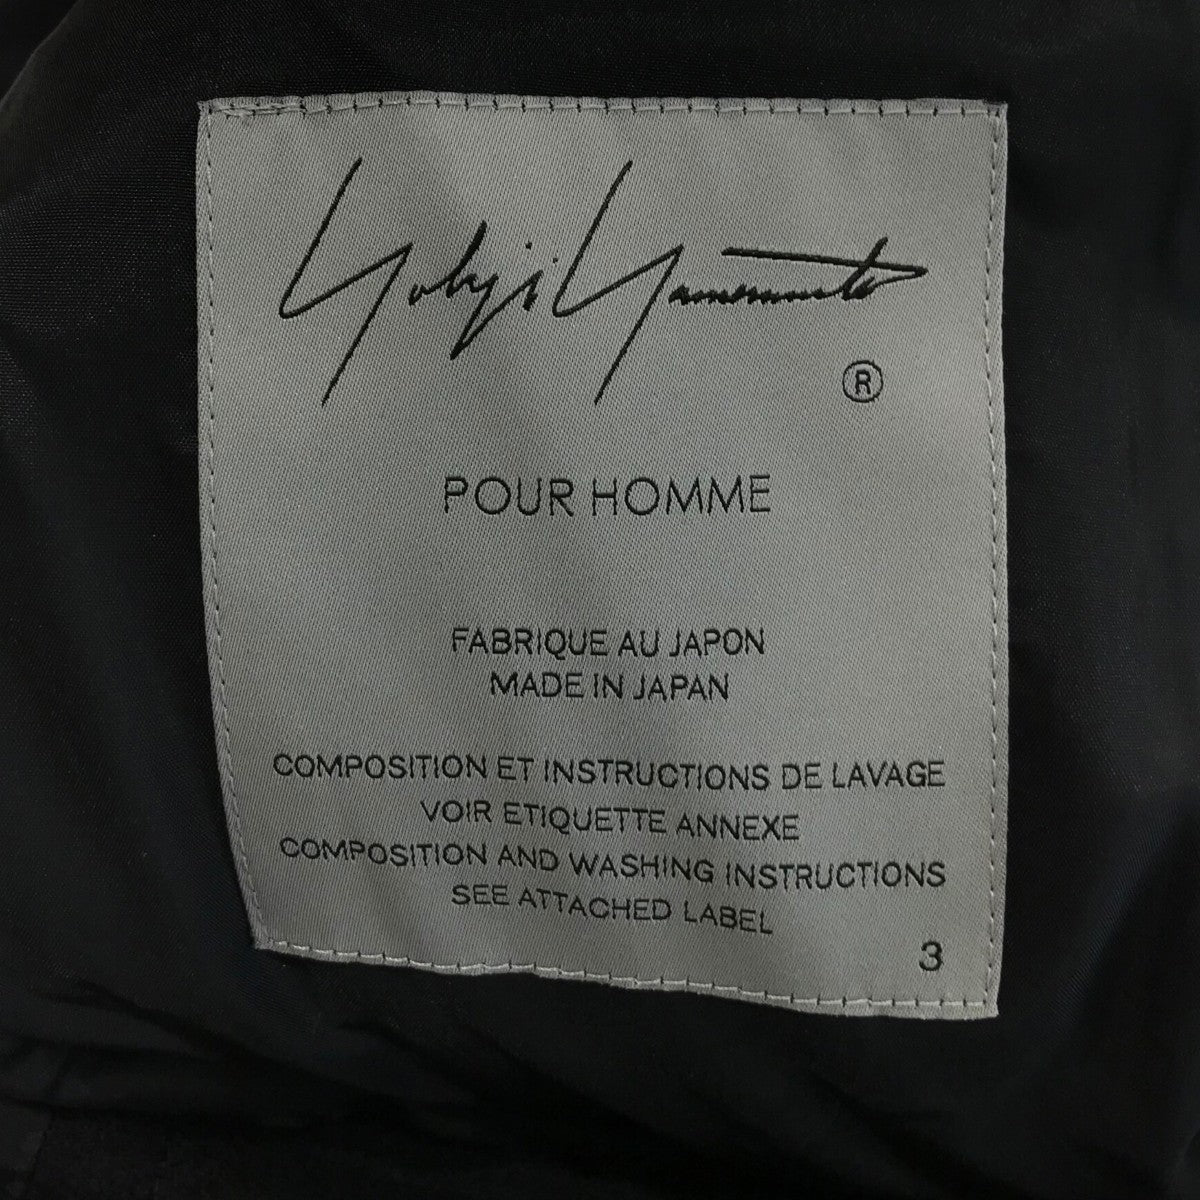 Yohji Yamamoto
®
POUR HOMME
FABRIQUE AU JAPON
MADE IN JAPAN
COMPOSITION ET INSTRUCTIONS DE LAVAGE
VOIR ETIQUETTE ANNEXE
COMPOSITION AND WASHING INSTRUCTIONS
SEE ATTACHED LABEL
3